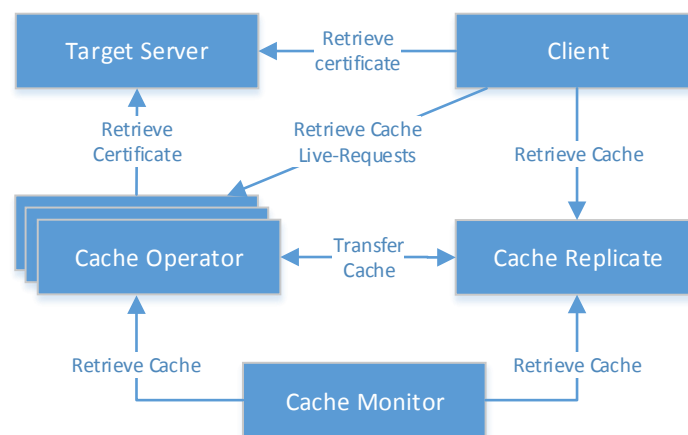 Target Server
Retrieve
certificate
Client
Retrieve
Certificate
Retrieve Cache
Live-Requests
Retrieve Cache
Cache Operator
Transfer
Cache
Cache Replicate
Retrieve Cache
Retrieve Cache
Cache Monitor